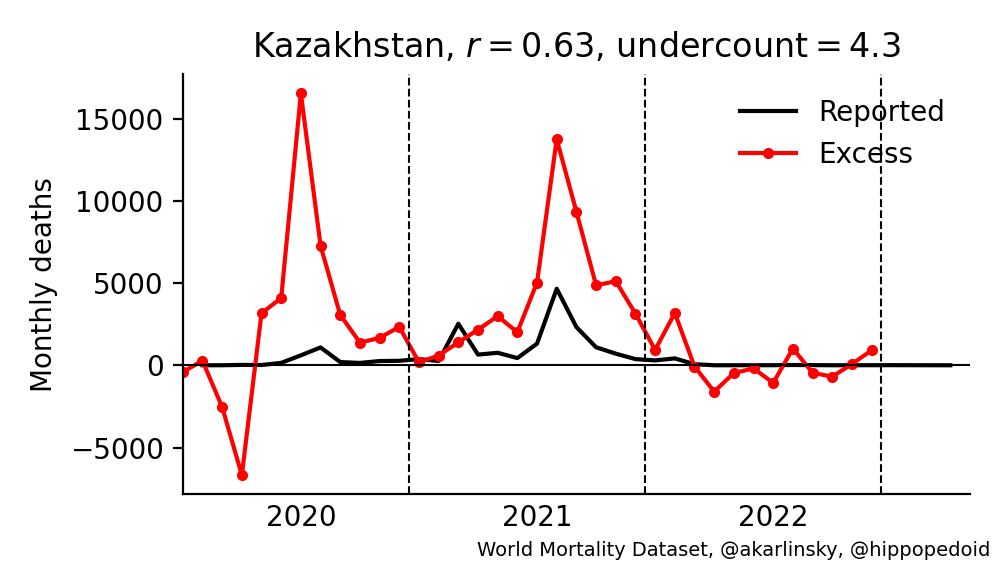 Kazakhstan, r = 0.63, undercount = 4.3
Monthly deaths
15000
10000
5000
0
−5000
Reported
Excess
2020 2021 2022
World Mortality Dataset, @akarlinsky, @hippopedoid